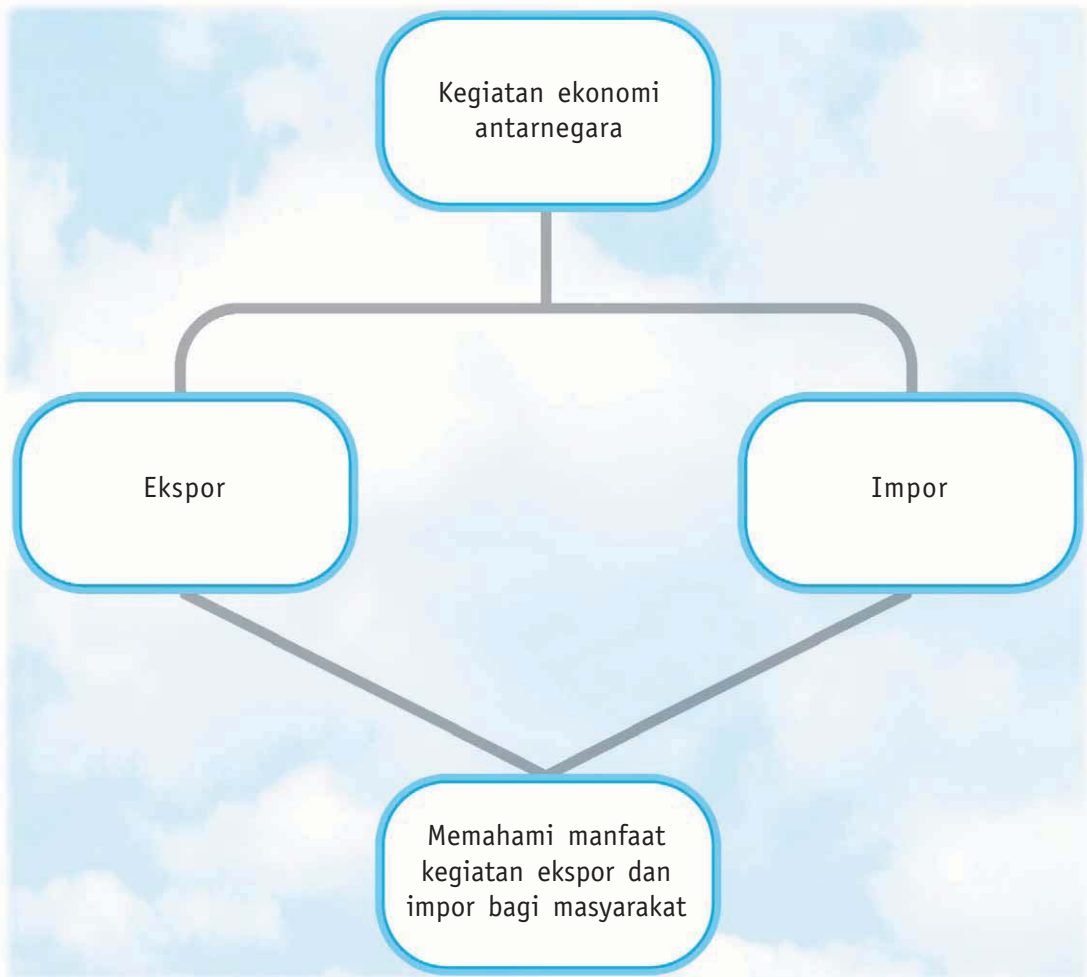 Kegiatan ekonomi
antarnegara
Ekspor
Impor
Memahami manfaat
kegiatan ekspor dan
impor bagi masyarakat